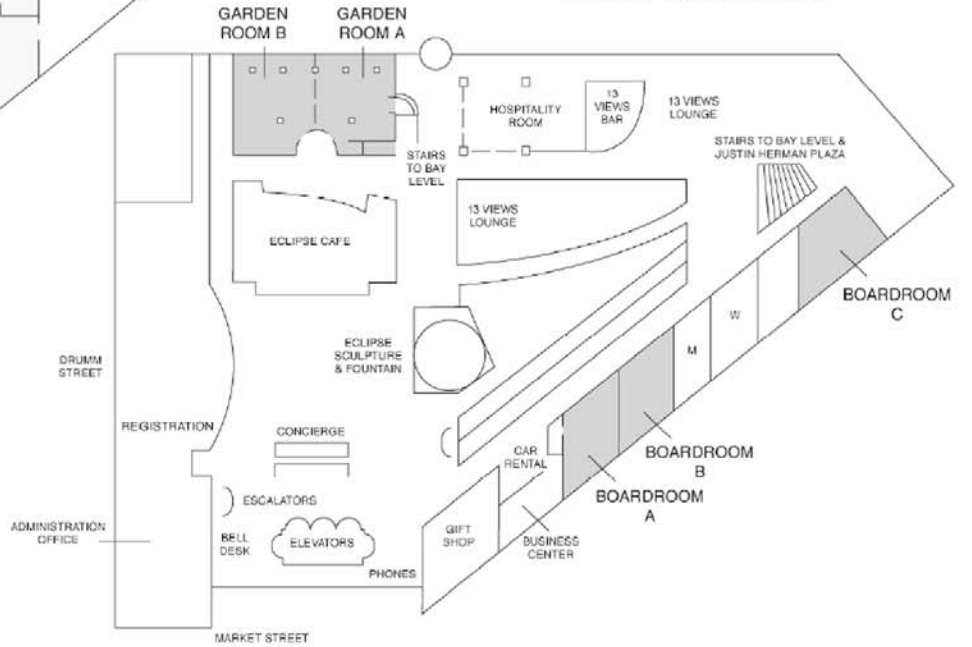 GARDEN
ROOM B
GARDEN
ROOM A
HOSPITALITY
ROOM
13
VIEWS
BAR
13 VIEWS
LOUNGE
STAIRS TO BAY LEVEL &
JUSTIN HERMAN PLAZA
STAIRS
TO BAY
LEVEL
13 VIEWS
LOUNGE
ECLIPSE CAFE
BOARDROOM
C
W
M
ECLIPSE
SCULPTURE
& FOUNTAIN
DRUMM
STREET
REGISTRATION
CONCIERGE
CAR
RENTAL
BOARDROOM
B
BOARDROOM
A
ESCALATORS
ADMINISTRATION
OFFICE
BELL
DESK
ELEVATORS
GIFT
SHOP
BUSINESS
CENTER
PHONES
MARKET STREET